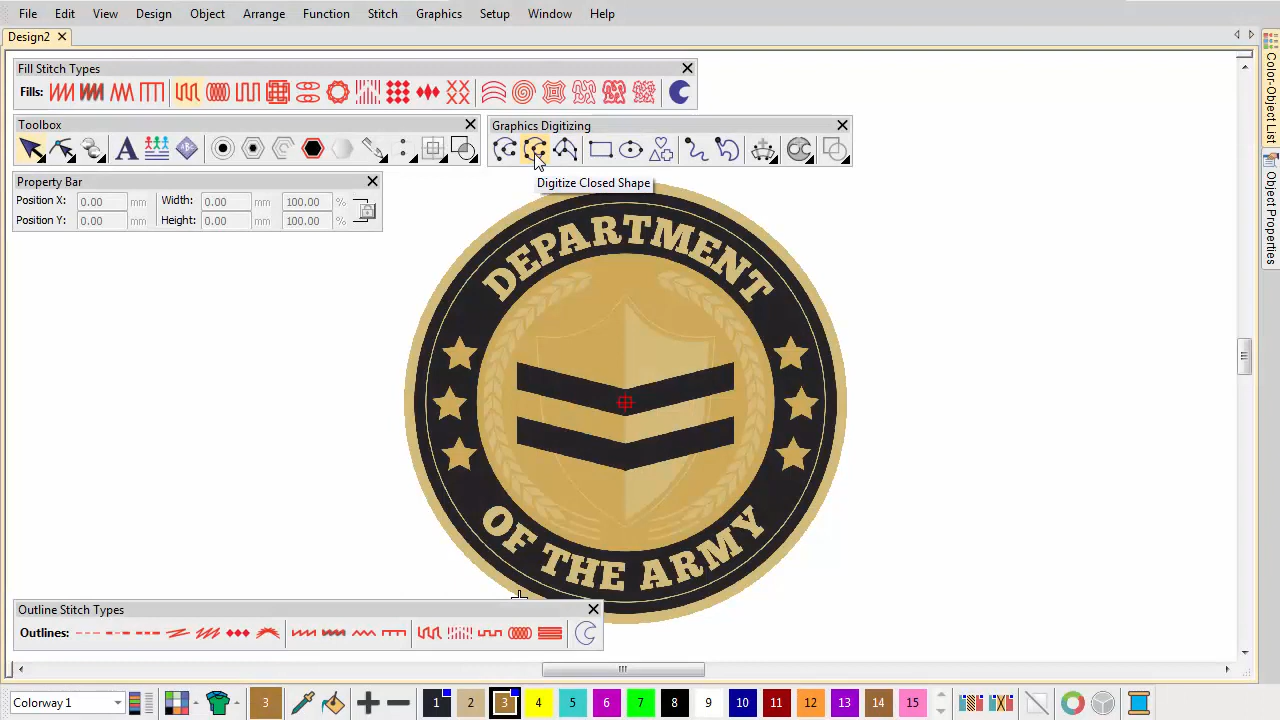 File Edit View Design Object Arrange Function Stitch Graphics Setup Window Help
Design2
Fill Stitch Types
Fills:
Toolbox
Graphics Digitizing
Digitize Closed Shape
Property Bar
Position X: 0.00 mm Width: 0.00 mm 100.00 %
Position Y: 0.00 mm Height: 0.00 mm 100.00 %
Color-Object List
Object Properties
DEPARTMENT
OF THE ARMY
Outline Stitch Types
Outlines:
Colorway 1 3 1 2 3 4 5 6 7 8 9 10 11 12 13 14 15